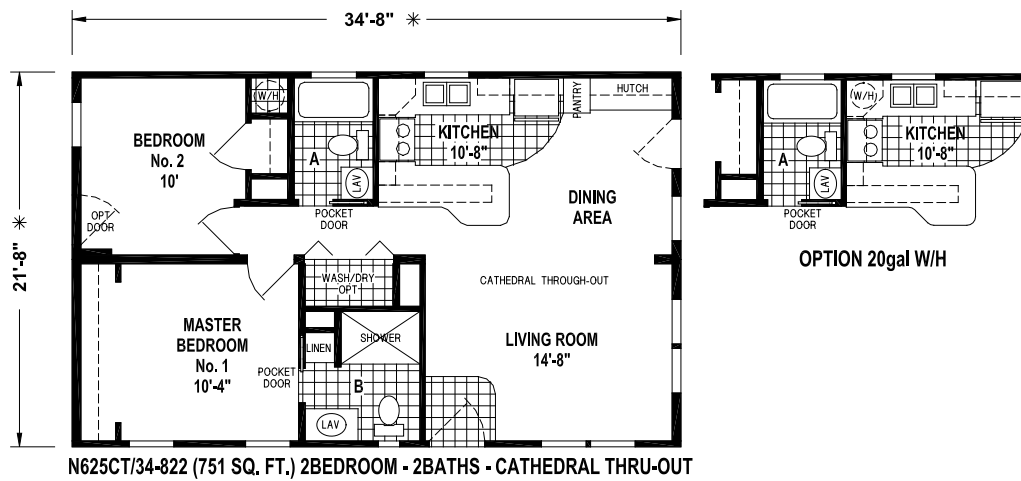 34'-8" ✳
21'-8" ✳
W/H
BEDROOM
No. 2
10'
OPT
DOOR
A
LAV
POCKET
DOOR
KITCHEN
10'-8"
PANTRY
HUTCH
DINING
AREA
WASH/DRY
OPT
CATHEDRAL THROUGH-OUT
MASTER
BEDROOM
No. 1
10'-4"
POCKET
DOOR
LINEN
SHOWER
B
LAV
LIVING ROOM
14'-8"
W/H
A
LAV
KITCHEN
10'-8"
POCKET
DOOR
OPTION 20gal W/H
N625CT/34-822 (751 SQ. FT.) 2BEDROOM - 2BATHS - CATHEDRAL THRU-OUT